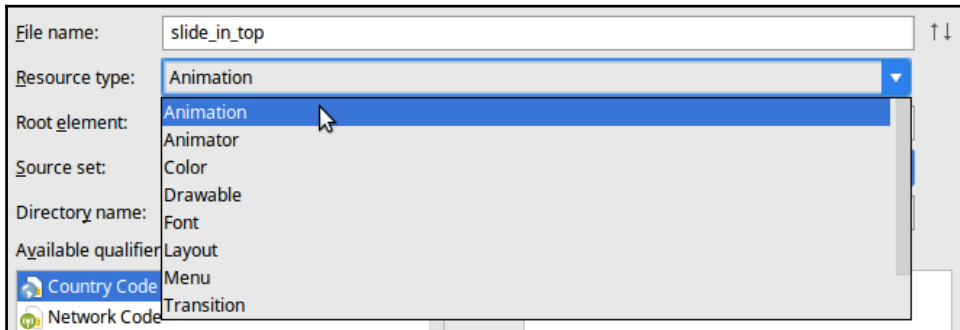 File name: slide_in_top
Resource type: Animation
Animation
Root element:
Animator
Source set: Color
Drawable
Directory name:
Font
Available qualifier Layout
Country Code Menu
Transition
Network Code